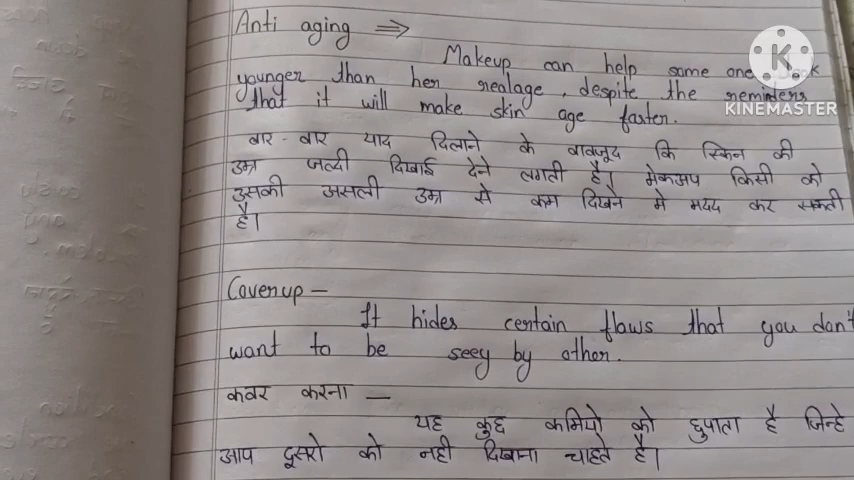 Anti aging ⇒
Makeup can help some one look
younger than her realage, despite the reminders
that it will make skin age faster.
बार - बार याद दिलाने के बावजूद कि स्किन की
उम्र जल्दी दिखाई देने लगती है। मेकअप किसी को
उसकी असली उम्र से कम दिखने मे मदद कर सकती
है।
Coverup –
It hides certain flaws that you don't
want to be seey by other.
कवर करना –
यह कुछ कमियो को छुपाता है जिन्हे
आप दूसरो को नही दिखाना चाहते है।
K
KINEMASTER